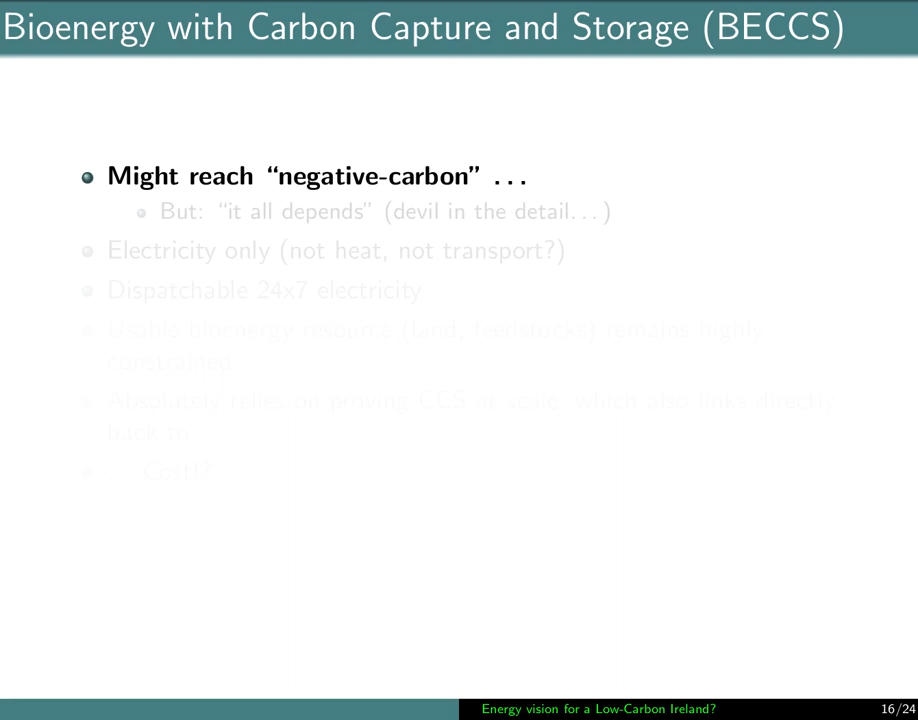 Bioenergy with Carbon Capture and Storage (BECCS)
Might reach “negative-carbon” ...
But: “it all depends” (devil in the detail...)
Electricity only (not heat, not transport?)
Dispatchable 24x7 electricity
Usable bioenergy resource (land, feedstocks) remains highly
constrained
Absolutely relies on proving CCS at scale, which also links directly
back to
Cost!?
Energy vision for a Low-Carbon Ireland?
16/24